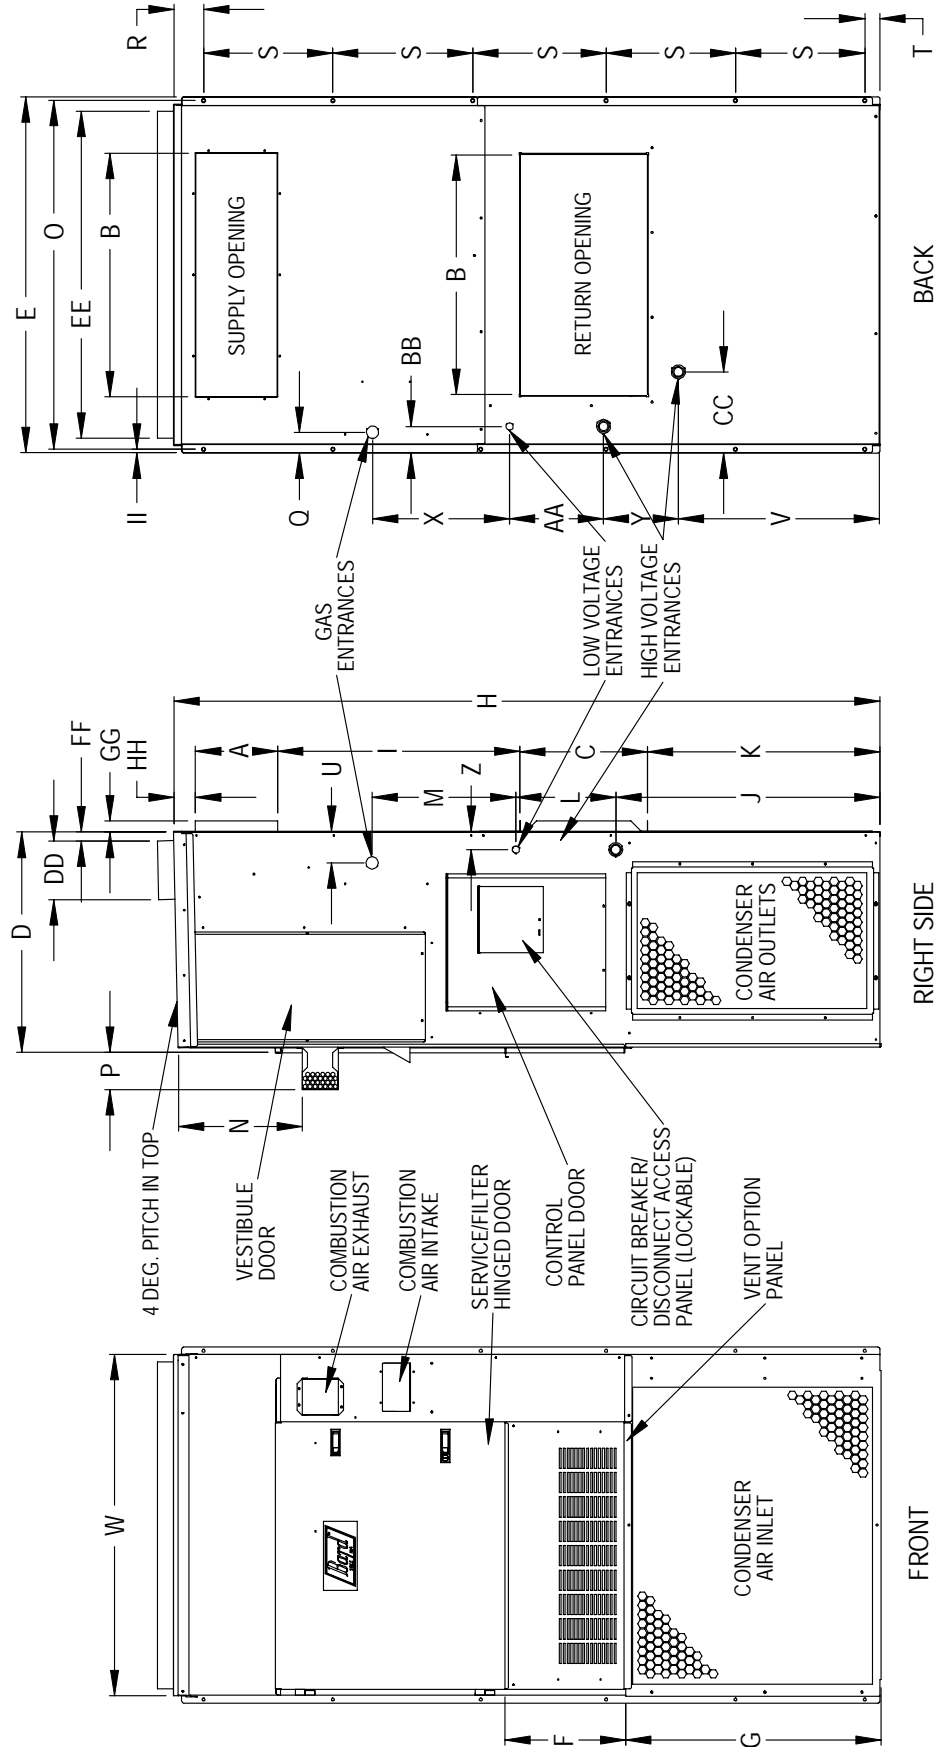 W
F
G
Bard
CONDENSER
AIR INLET
FRONT
COMBUSTION
AIR EXHAUST
COMBUSTION
AIR INTAKE
SERVICE/FILTER
HINGED DOOR
VENT OPTION
PANEL
4 DEG. PITCH IN TOP
VESTIBULE
DOOR
CONTROL
PANEL DOOR
CIRCUIT BREAKER/
DISCONNECT ACCESS
PANEL (LOCKABLE)
P
N
D
DD
FF
GG
HH
A
I
U
M
Z
C
L
K
J
H
CONDENSER
AIR OUTLETS
RIGHT SIDE
GAS
ENTRANCES
LOW VOLTAGE
ENTRANCES
HIGH VOLTAGE
ENTRANCES
E
O
EE
B
II
Q
BB
X
AA
Y
V
CC
SUPPLY OPENING
B
RETURN OPENING
R
S
S
S
S
S
T
BACK